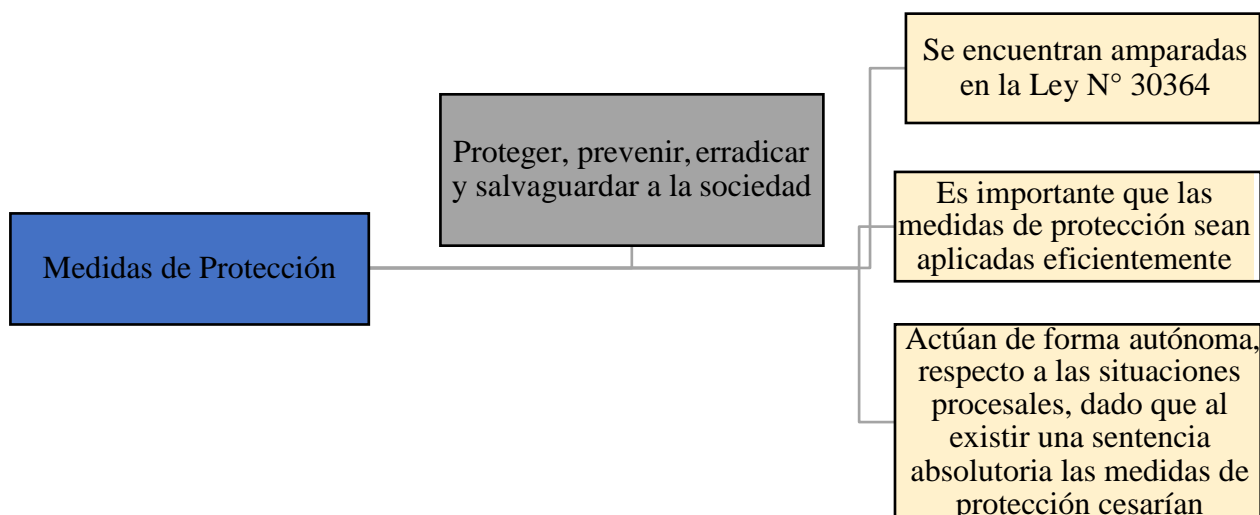 Medidas de Protección
Proteger, prevenir, erradicar
y salvaguardar a la sociedad
Se encuentran amparadas
en la Ley N° 30364
Es importante que las
medidas de protección sean
aplicadas eficientemente
Actúan de forma autónoma,
respecto a las situaciones
procesales, dado que al
existir una sentencia
absolutoria las medidas de
protección cesarían